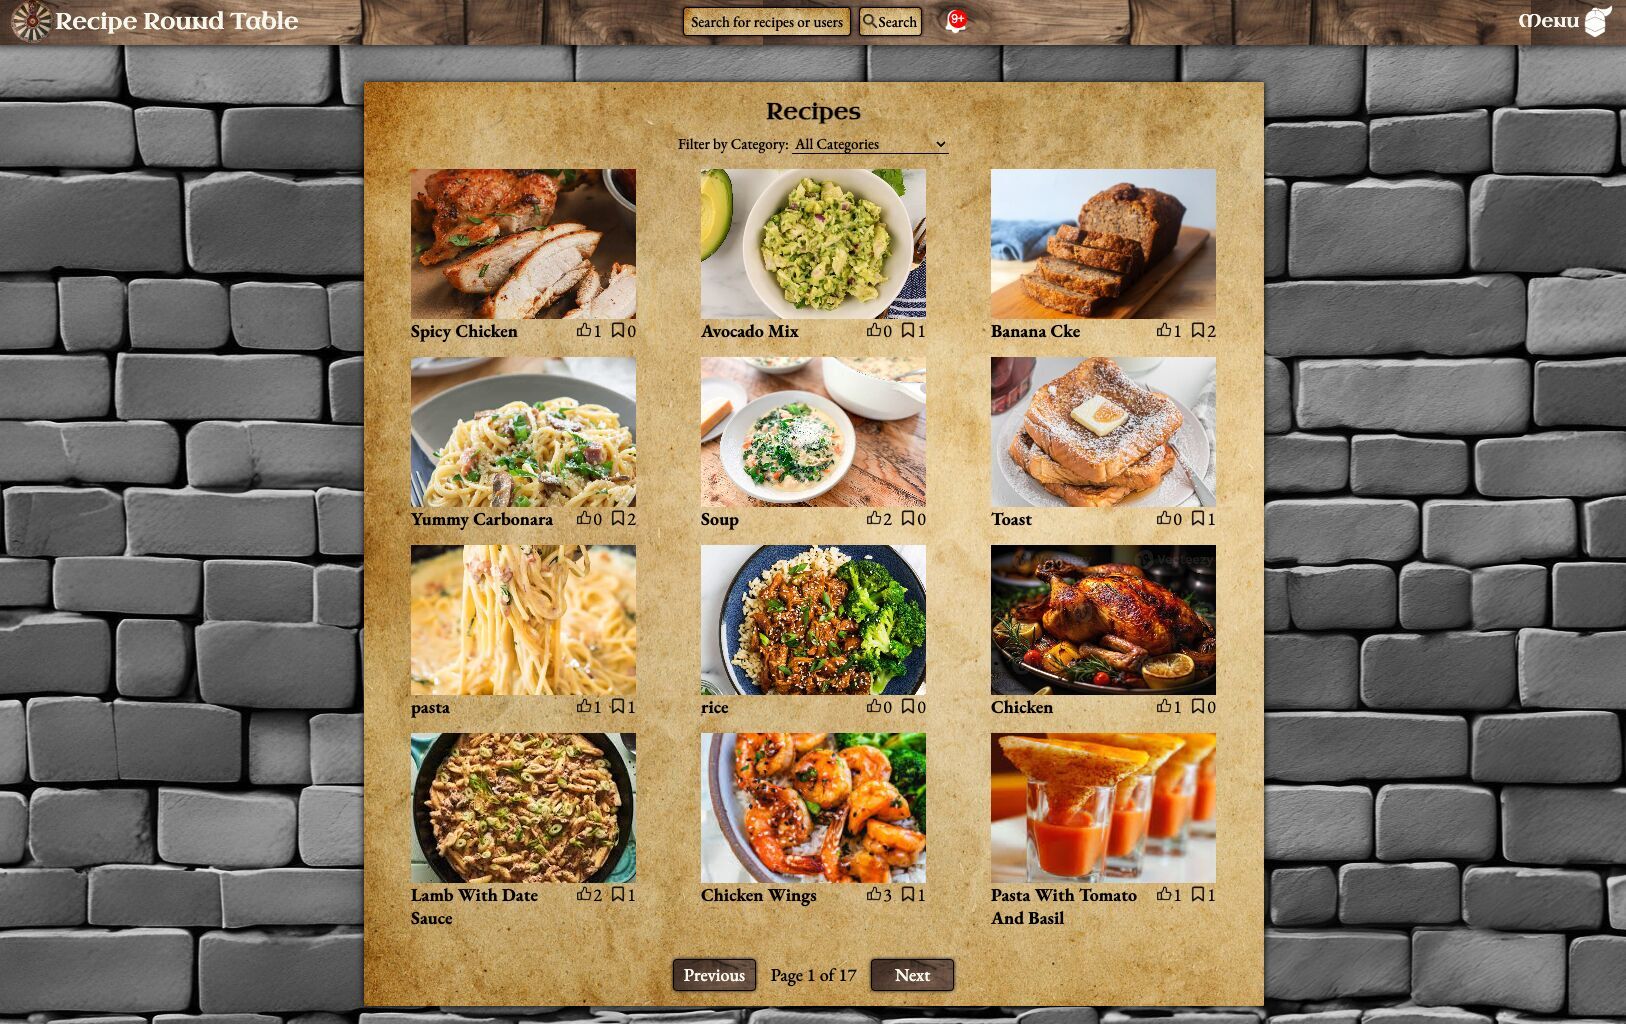 Recipe Round Table
Search for recipes or users
Search
9+
Menu
Recipes
Filter by Category: All Categories
Spicy Chicken 1 0
Avocado Mix 0 1
Banana Cke 1 2
Yummy Carbonara 0 2
Soup 2 0
Toast 0 1
Vecteezy
pasta 1 1
rice 0 0
Chicken 1 0
Lamb With Date
Sauce 2 1
Chicken Wings 3 1
Pasta With Tomato
And Basil 1 1
Previous Page 1 of 17 Next